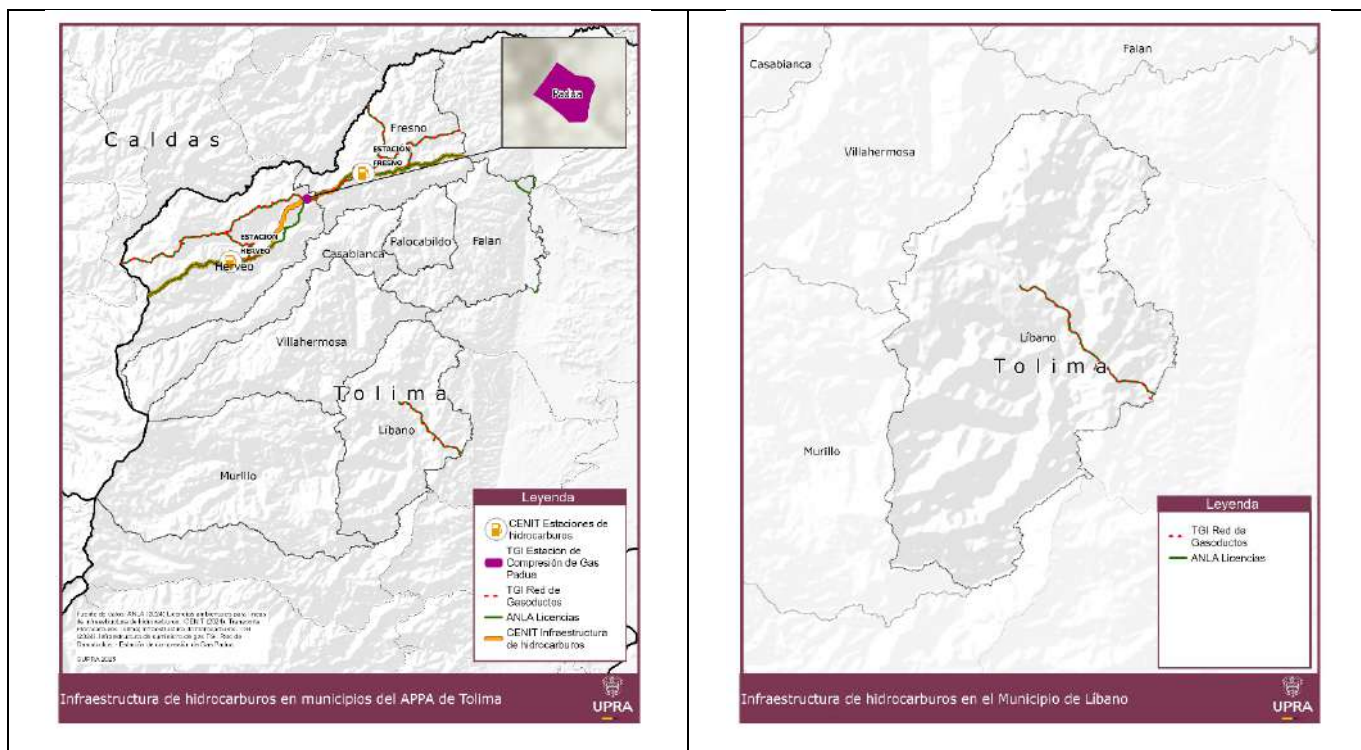 Caldas
Padua
Fresno
ESTACION
FRESNO
ESTACION
HERVEO
Herveo
Casabianca
Palocabildo
Falan
Villahermosa
Tolima
Líbano
Murillo
Leyenda
CENIT Estaciones de
hidrocarburos
TGI Estación de
Compresión de Gas
Padua
TGI Red de
Gasoductos
ANLA Licencias
CENIT Infraestructura
de hidrocarburos
©UPRA 2025
Infraestructura de hidrocarburos en municipios del APPA de Tolima
UPRA
Falan
Casabianca
Villahermosa
Líbano
Tolima
Murillo
Leyenda
TGI Red de
Gasoductos
ANLA Licencias
Infraestructura de hidrocarburos en el Municipio de Líbano
UPRA